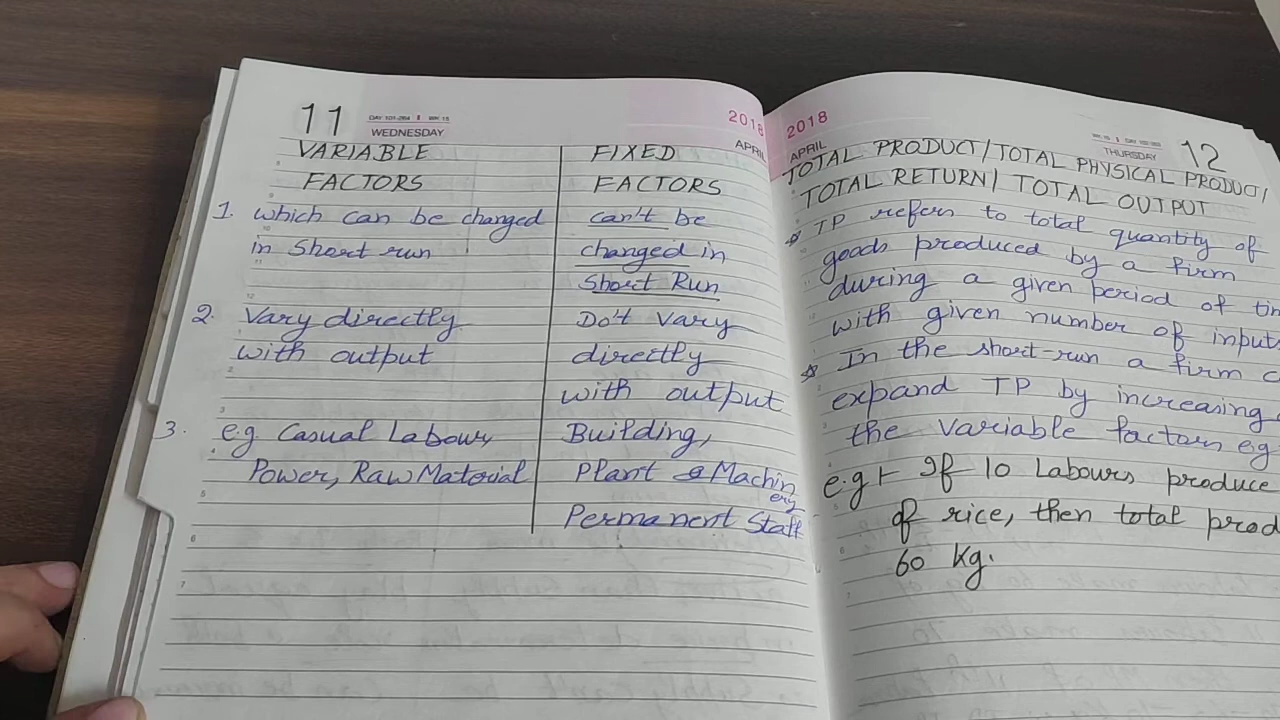 11
WEDNESDAY
2018
APRIL
VARIABLE FACTORS
FIXED FACTORS
1. which can be changed
in Short run
can't be
changed in
Short Run
2. Vary directly
with output
Do't vary
directly
with output
3. e.g Casual Labour,
Power, Raw Material
Building,
Plant & Machin
ery
Permanent Staff
2018
APRIL
THURSDAY
12
TOTAL PRODUCT/TOTAL PHYSICAL PRODUCT/
TOTAL RETURN/ TOTAL OUTPUT
TP refers to total quantity of
goods produced by a firm
during a given period of
with given number of inputs
In the short-run a firm
expand TP by increasing
the variable factors eg
e.g :- If 10 Labours produce
of rice, then total
60 kg.